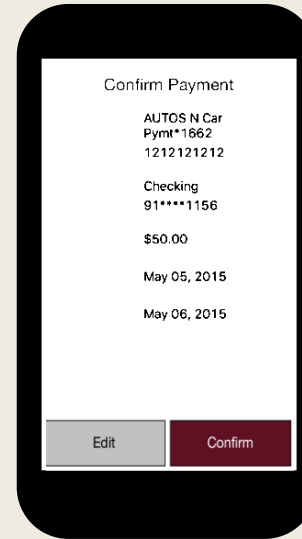 Confirm Payment
AUTOS N Car
Pymt*1662
1212121212
Checking
91****1156
$50.00
May 05, 2015
May 06, 2015
Edit
Confirm